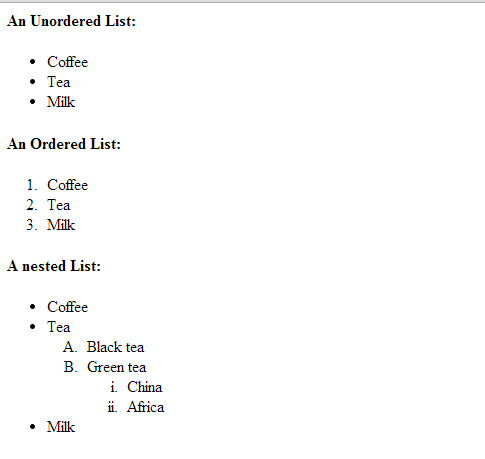 An Unordered List:
• Coffee
• Tea
• Milk
An Ordered List:
1. Coffee
2. Tea
3. Milk
A nested List:
• Coffee
• Tea
A. Black tea
B. Green tea
i. China
ii. Africa
• Milk